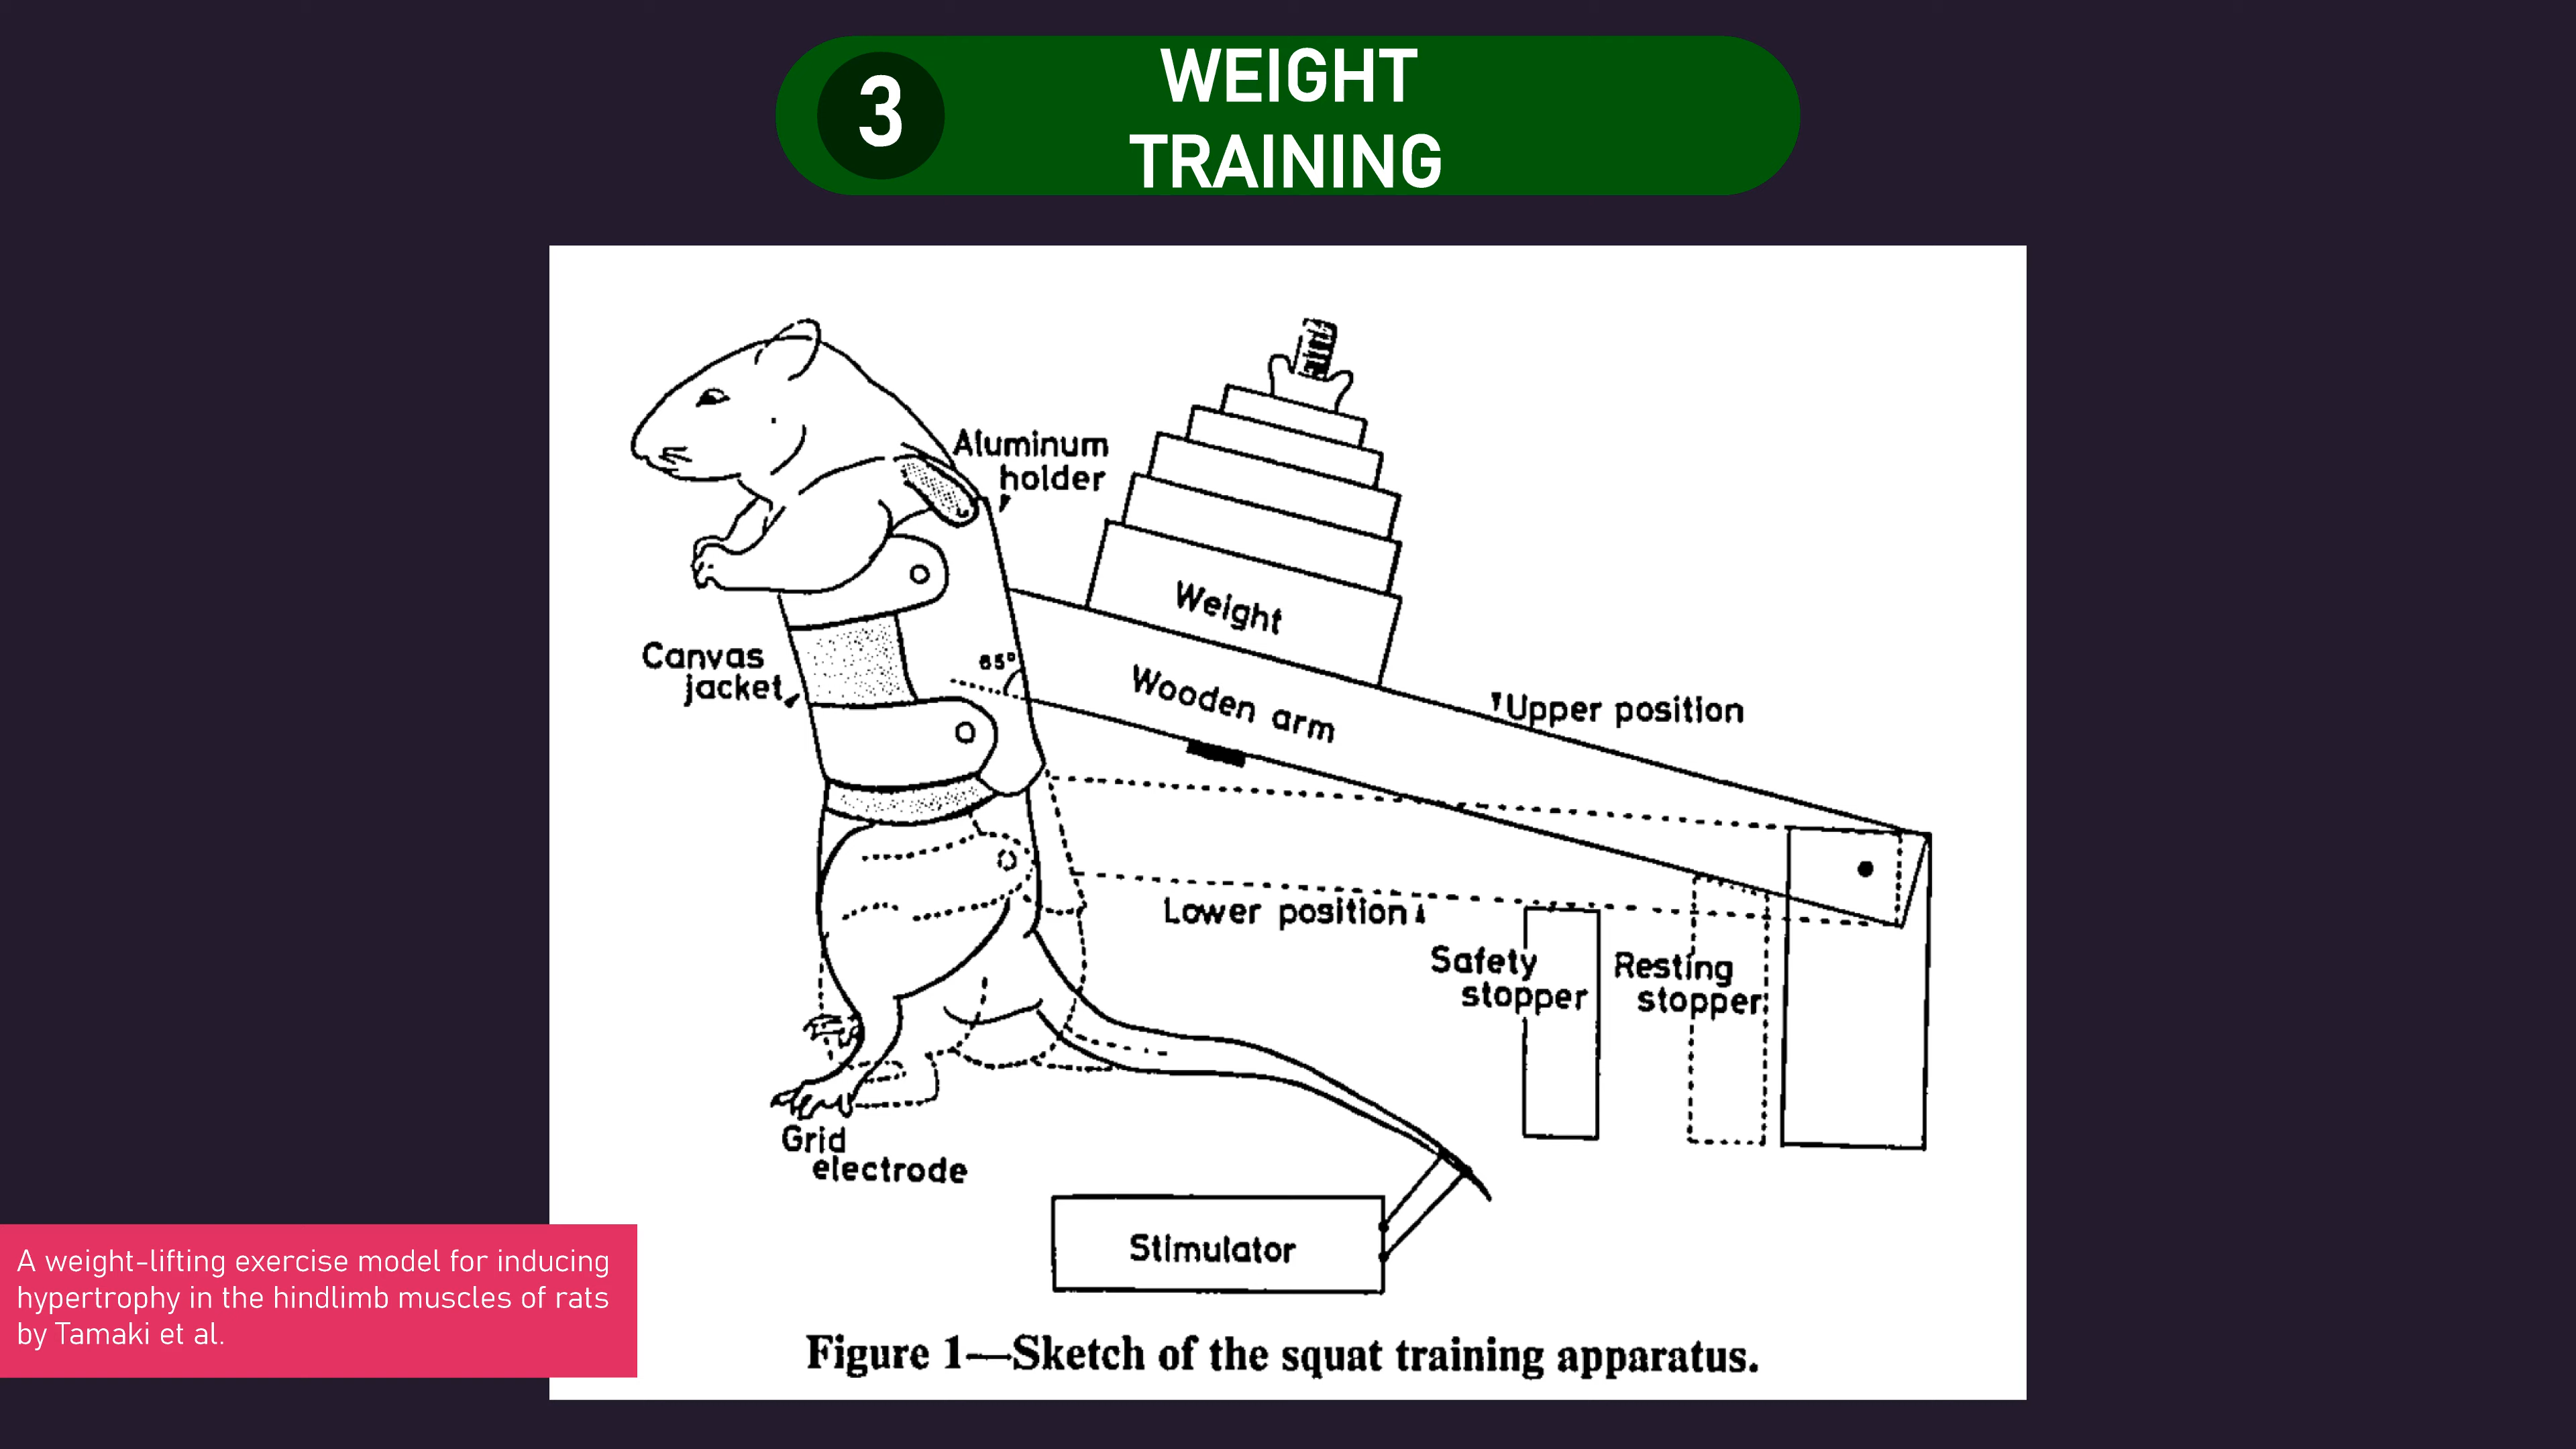 3
WEIGHT
TRAINING
Aluminum
holder
Weight
Canvas
jacket
65°
Wooden arm
Upper position
Lower position
Safety
stopper
Resting
stopper
Grid
electrode
Stimulator
A weight-lifting exercise model for inducing
hypertrophy in the hindlimb muscles of rats
by Tamaki et al.
Figure 1—Sketch of the squat training apparatus.